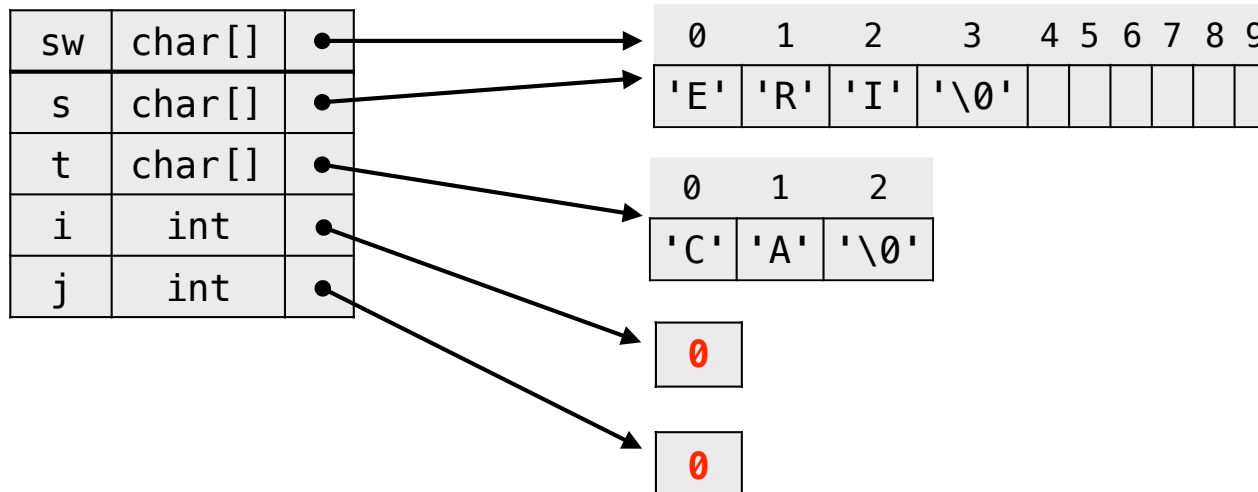 sw char[]
s char[]
t char[]
i int
j int
0 1 2 3 4 5 6 7 8 9
'E' 'R' 'I' '\0'
0 1 2
'C' 'A' '\0'
0
0